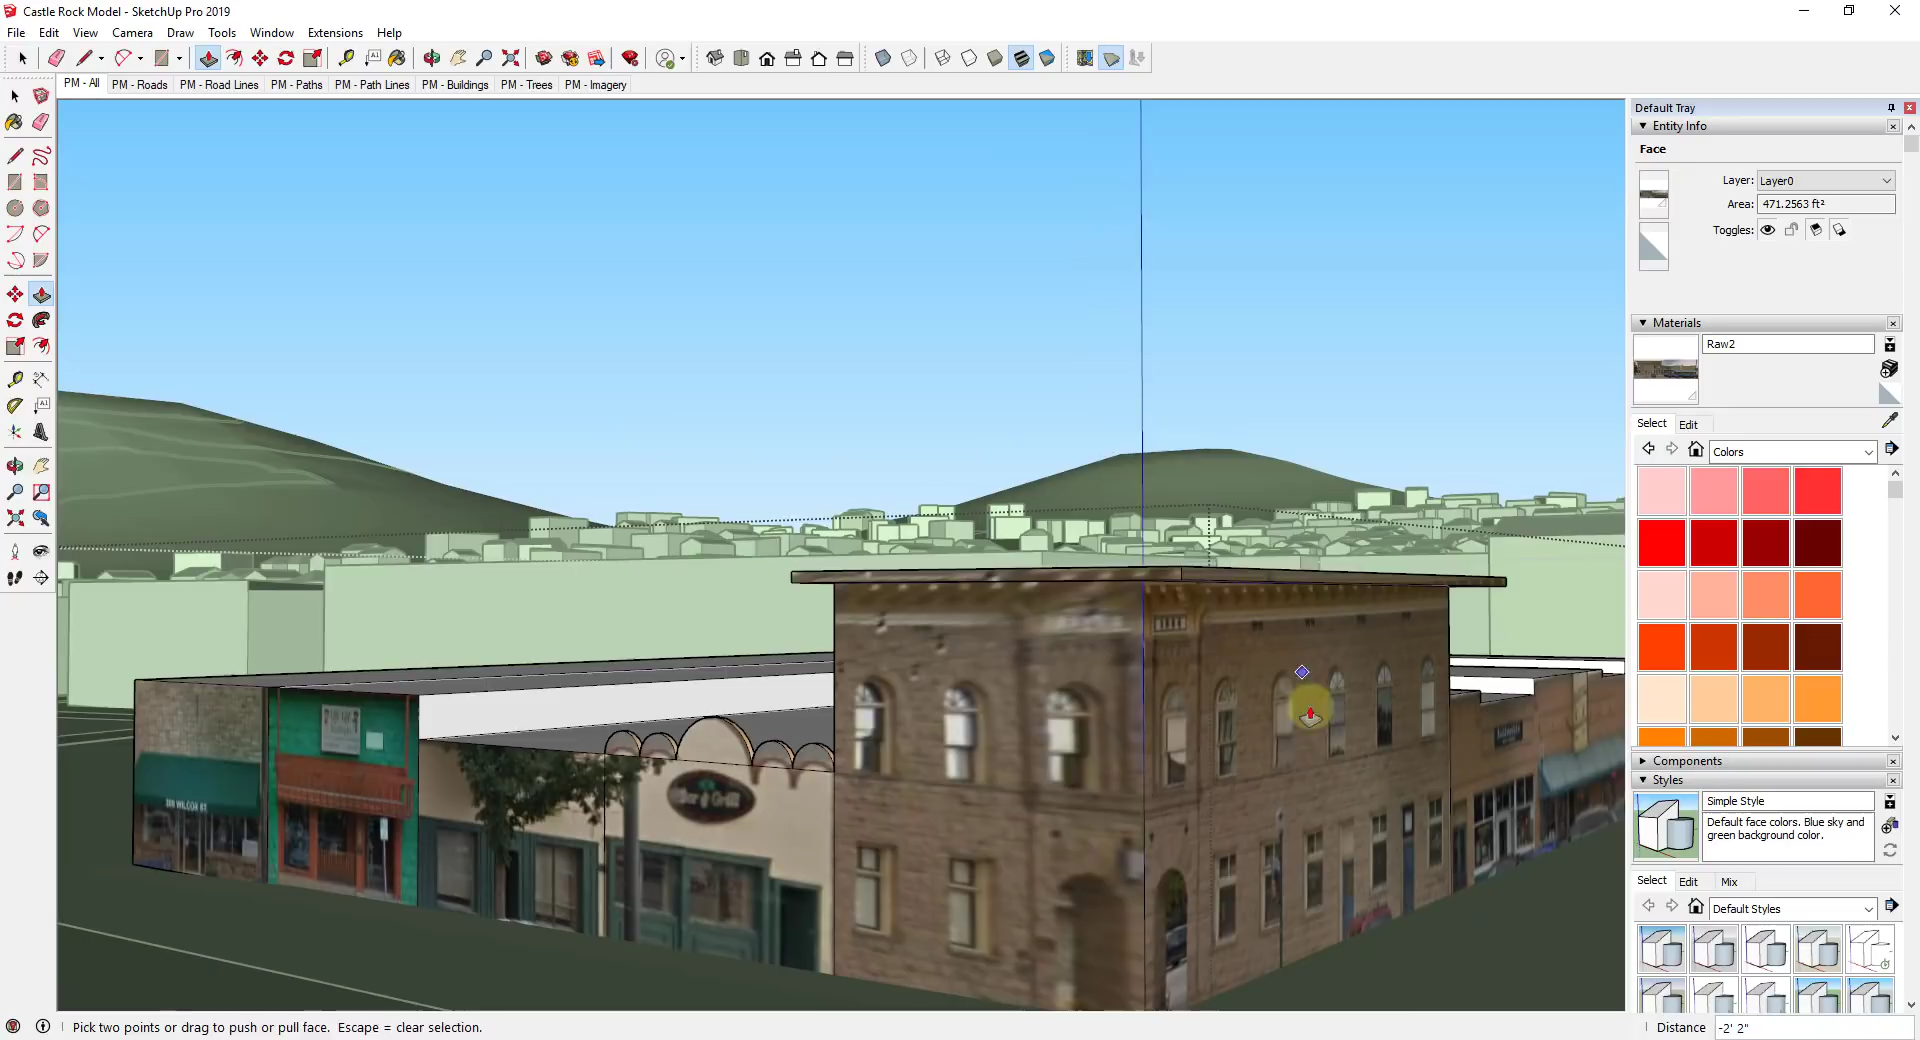 Castle Rock Model - SketchUp Pro 2019
File Edit View Camera Draw Tools Window Extensions Help
PM - All PM - Roads PM - Road Lines PM - Paths PM - Path Lines PM - Buildings PM - Trees PM - Imagery
Default Tray
Entity Info
Face
Layer: Layer0
Area: 471.2563 ft²
Toggles:
Materials
Raw2
Select Edit
Colors
Components
Styles
Simple Style
Default face colors. Blue sky and
green background color.
Select Edit Mix
Default Styles
Bar & Grill
Pick two points or drag to push or pull face. Escape = clear selection.
Distance -2' 2"